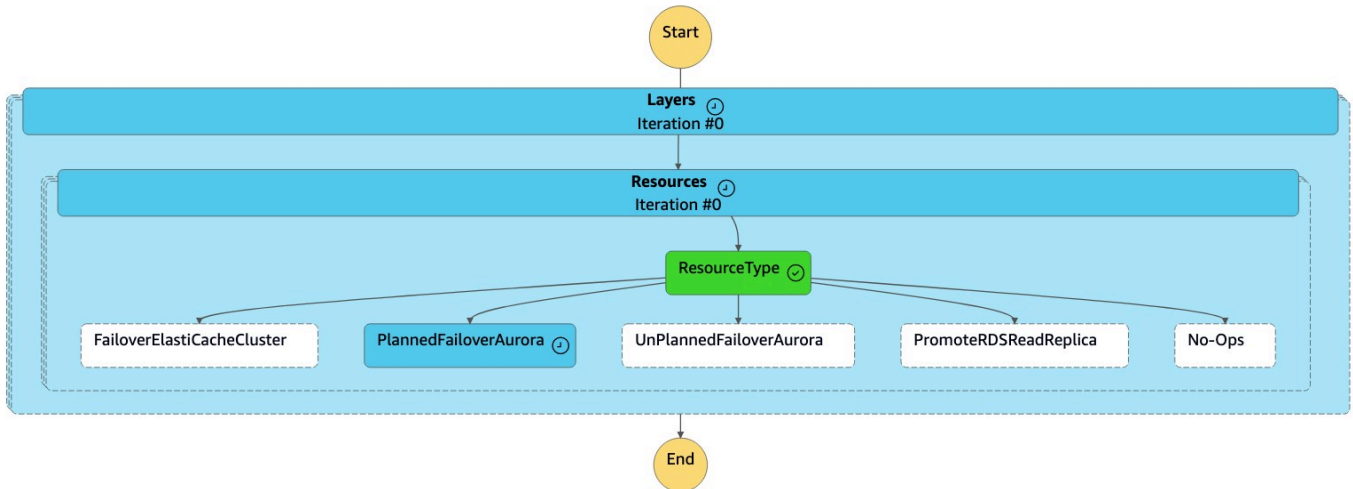 Start
Layers
Iteration #0
Resources
Iteration #0
ResourceType
FailoverElastiCacheCluster
PlannedFailoverAurora
UnPlannedFailoverAurora
PromoteRDSReadReplica
No-Ops
End